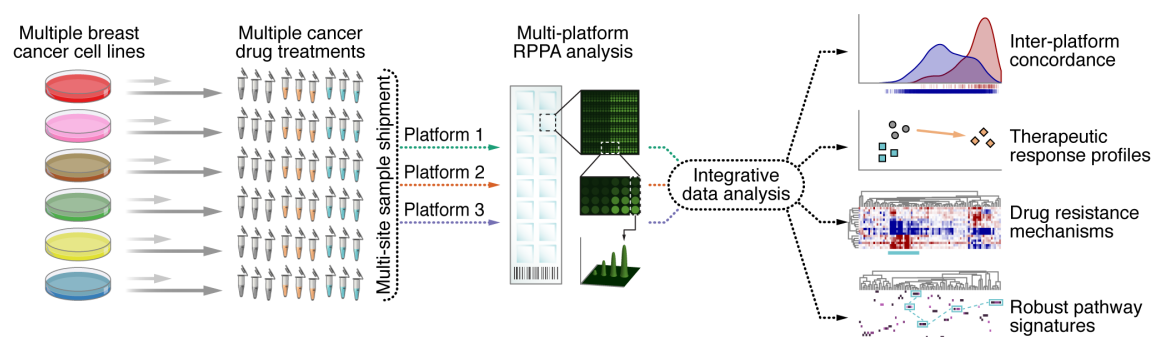 Multiple breast
cancer cell lines
Multiple cancer
drug treatments
Multi-site sample shipment
Platform 1
Platform 2
Platform 3
Multi-platform
RPPA analysis
Integrative
data analysis
Inter-platform
concordance
Therapeutic
response profiles
Drug resistance
mechanisms
Robust pathway
signatures